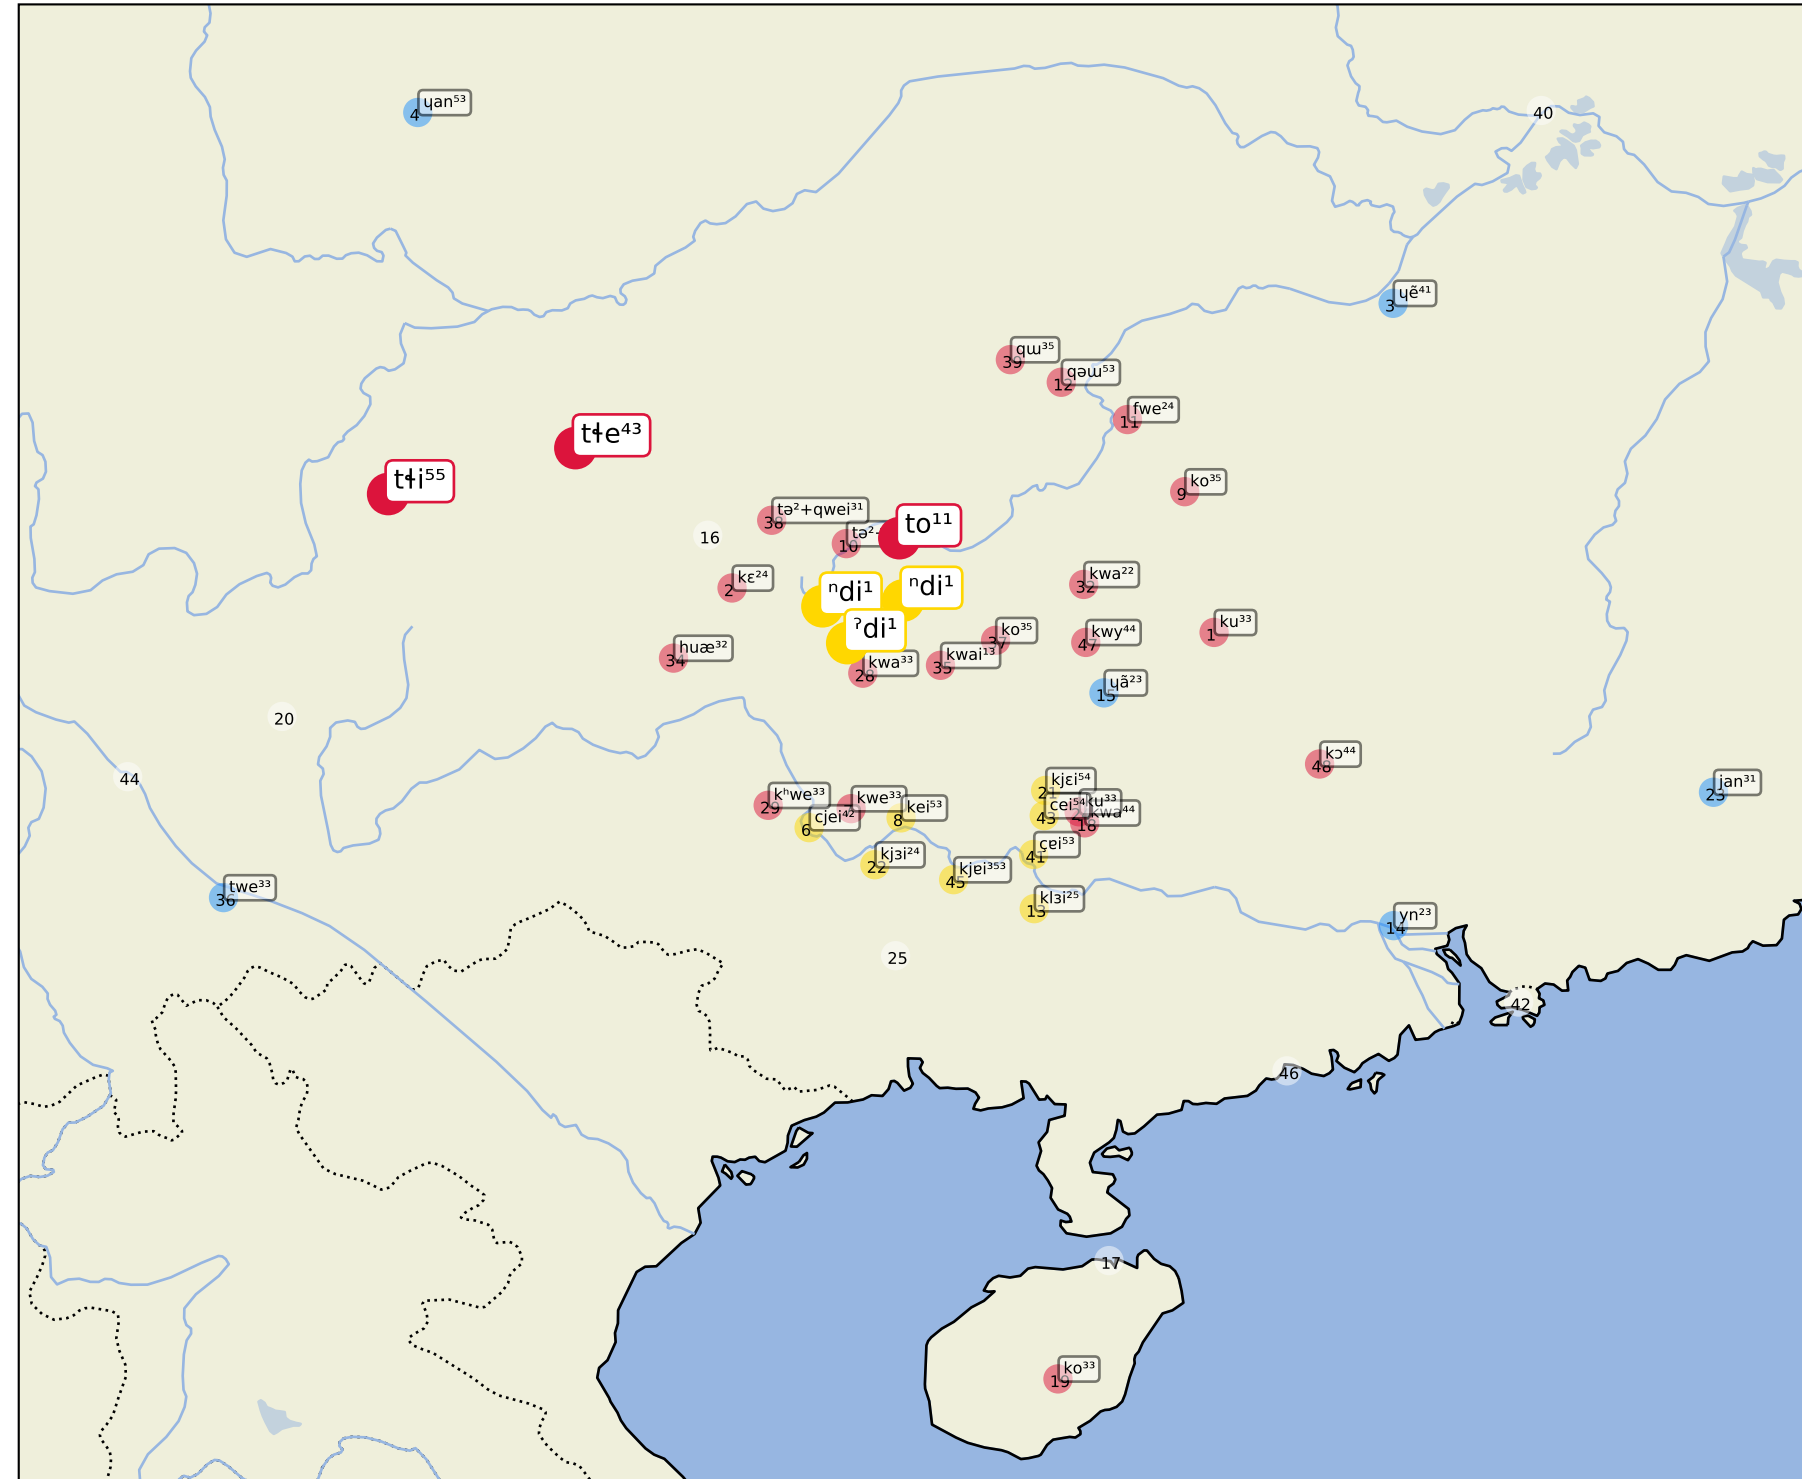 4
ɥan⁵³
40
3
ɥẽ⁴¹
39
qɯ³⁵
12
qəɯ⁵³
11
fwe²⁴
tɬe⁴³
tɬi⁵⁵
9
ko³⁵
38
tə²+qwei³¹
16
10
tə²-
to¹¹
2
kɛ²⁴
ⁿdi¹
ⁿdi¹
ˀdi¹
32
kwa²²
37
ko³⁵
47
kwy⁴⁴
1
ku³³
34
huæ³²
28
kwa³³
35
kwai¹³
15
ɥã²³
20
44
48
kɔ⁴⁴
23
jan³¹
29
kʰwe³³
kwe³³
6
cjei⁴²
8
kei⁵³
21
kjɛi⁵⁴
43
cei⁵⁴
ku³³
18
kwa⁴⁴
22
kjɜi²⁴
41
çɐi⁵³
45
kjɐi³⁵³
13
klɜi²⁵
36
twe³³
14
yn²³
25
42
46
17
19
ko³³